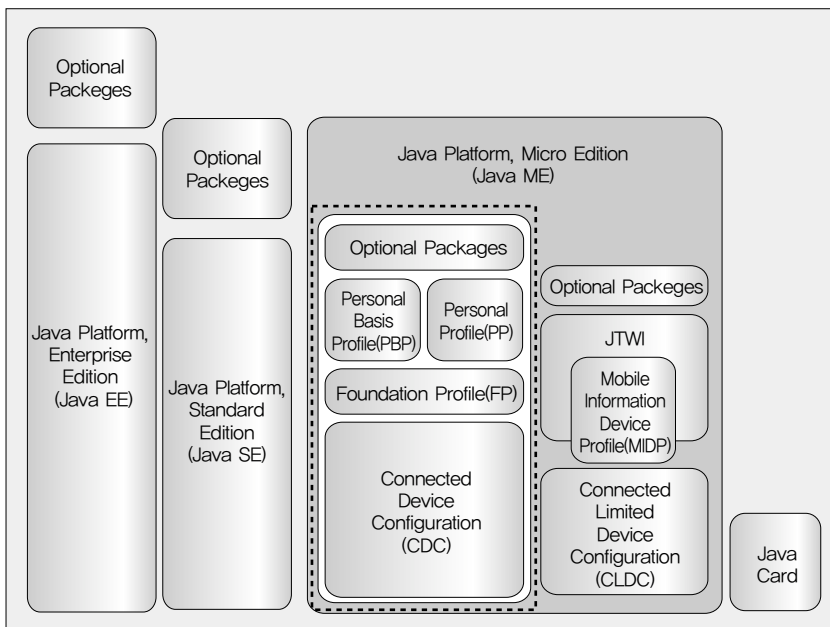 Optional
Packeges
Java Platform,
Enterprise
Edition
(Java EE)
Optional
Packeges
Java Platform,
Standard
Edition
(Java SE)
Java Platform, Micro Edition
(Java ME)
Optional Packages
Personal
Basis
Profile(PBP)
Personal
Profile(PP)
Foundation Profile(FP)
Connected
Device
Configuration
(CDC)
Optional Packeges
JTWI
Mobile
Information
Device
Profile(MIDP)
Connected
Limited
Device
Configuration
(CLDC)
Java
Card